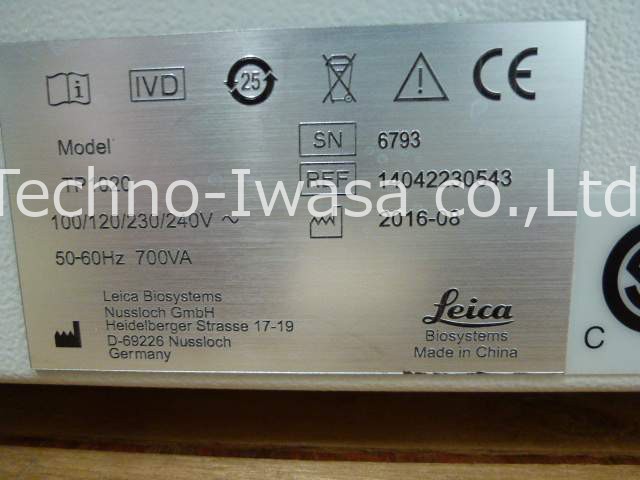 IVD
25
CE
Model
SN 6793
Techno-Iwasa co.,Ltd
REF 14042230543
100/120/230/240V ~
2016-08
50-60Hz 700VA
Leica Biosystems
Nussloch GmbH
Heidelberger Strasse 17-19
D-69226 Nussloch
Germany
Leica
Biosystems
Made in China
C